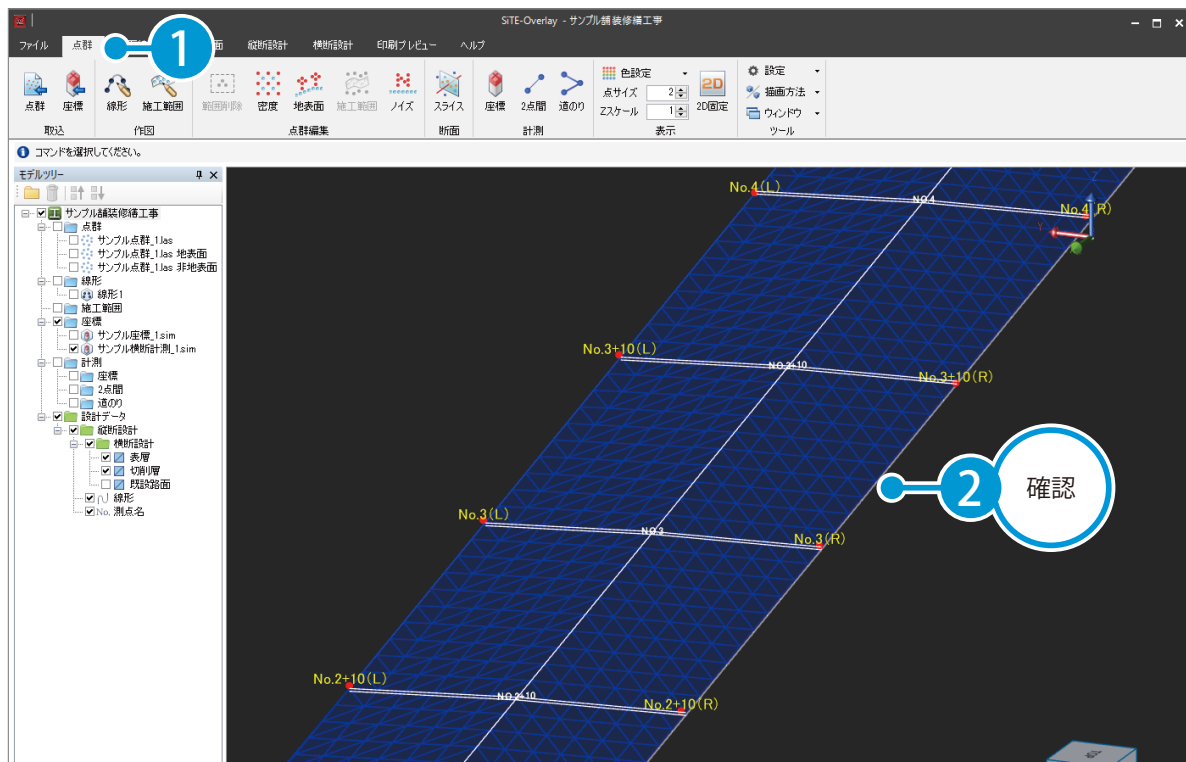 SiTE-Overlay - サンプル舗装修繕工事
ファイル 点群 1 面 縦断設計 横断設計 印刷プレビュー ヘルプ
点群 座標 線形 施工範囲 範囲削除 密度 地表面 施工範囲 ノイズ スライス 座標 2点間 道のり
色設定
点サイズ 2
Zスケール 1
2D
2D固定
設定
描画方法
ウィンドウ
取込 作図 点群編集 断面 計測 表示 ツール
コマンドを選択してください。
モデルツリー
サンプル舗装修繕工事
点群
サンプル点群_1.las
サンプル点群_1.las 地表面
サンプル点群_1.las 非地表面
線形
線形1
施工範囲
座標
サンプル座標_1.sim
サンプル横断計測_1.sim
計測
座標
2点間
道のり
設計データ
縦断設計
横断設計
表層
切削層
既設路面
線形
No. 測点名
No.4(L) NO.4 No.4(R)
Z
Y
No.3+10(L) NO.3+10 No.3+10(R)
2 確認
No.3(L) NO.3 No.3(R)
No.2+10(L) NO.2+10 No.2+10(R)